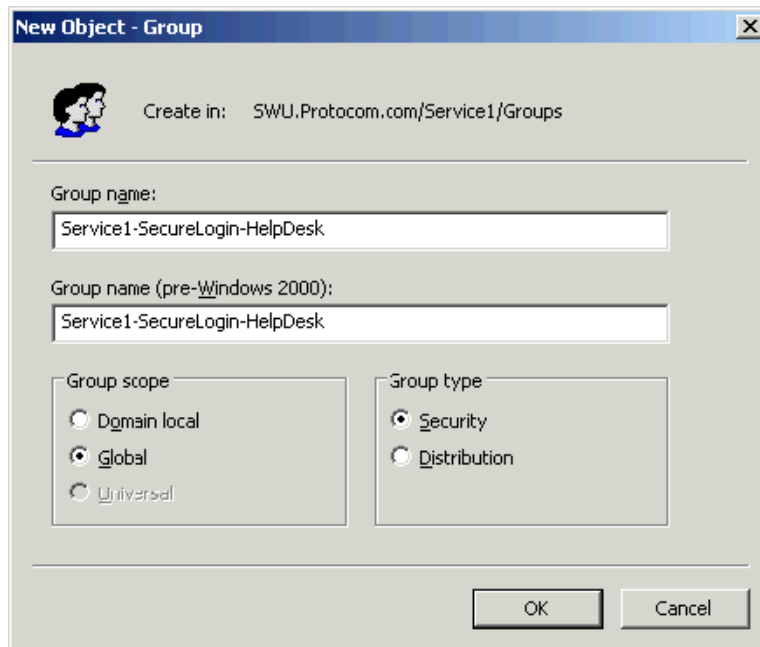 New Object - Group
Create in: SWU.Protocom.com/Service1/Groups
Group name:
Service1-SecureLogin-HelpDesk
Group name (pre-Windows 2000):
Service1-SecureLogin-HelpDesk
Group scope
Domain local
Global
Universal
Group type
Security
Distribution
OK Cancel